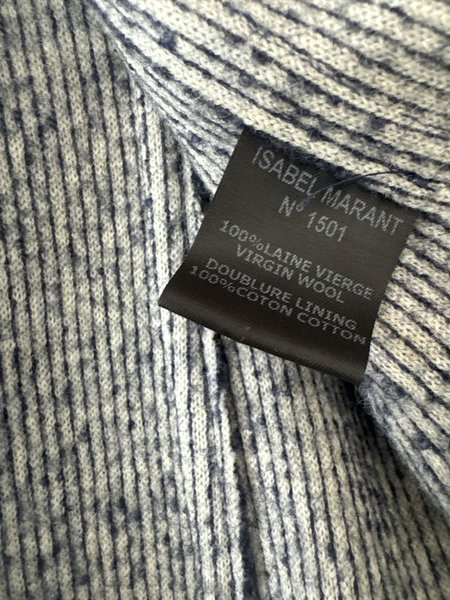 ISABEL MARANT
N° 1501
100%LAINE VIERGE
VIRGIN WOOL
DOUBLURE LINING
100%COTON COTTON